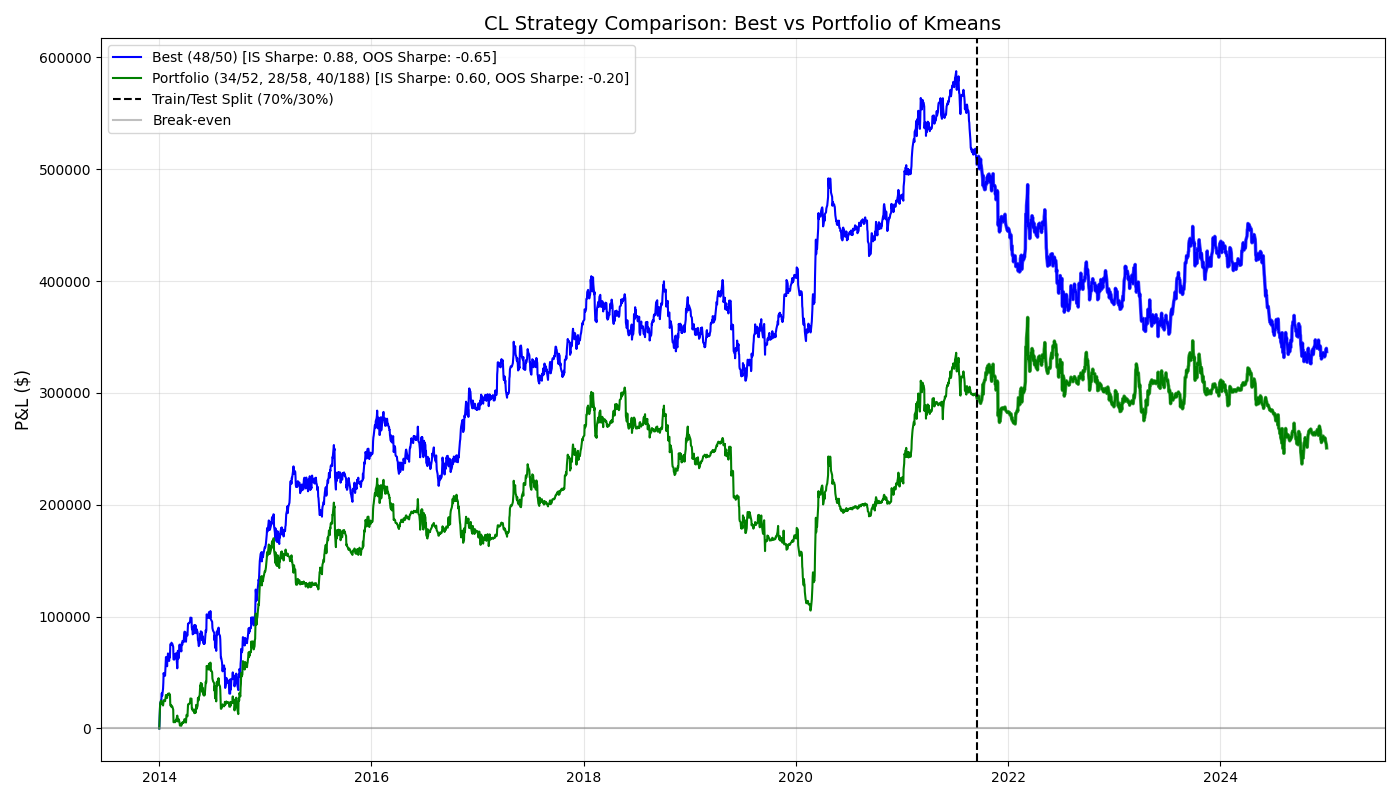 CL Strategy Comparison: Best vs Portfolio of Kmeans
Best (48/50) [IS Sharpe: 0.88, OOS Sharpe: -0.65]
Portfolio (34/52, 28/58, 40/188) [IS Sharpe: 0.60, OOS Sharpe: -0.20]
Train/Test Split (70%/30%)
Break-even
P&L ($)
600000
500000
400000
300000
200000
100000
0
2014 2016 2018 2020 2022 2024